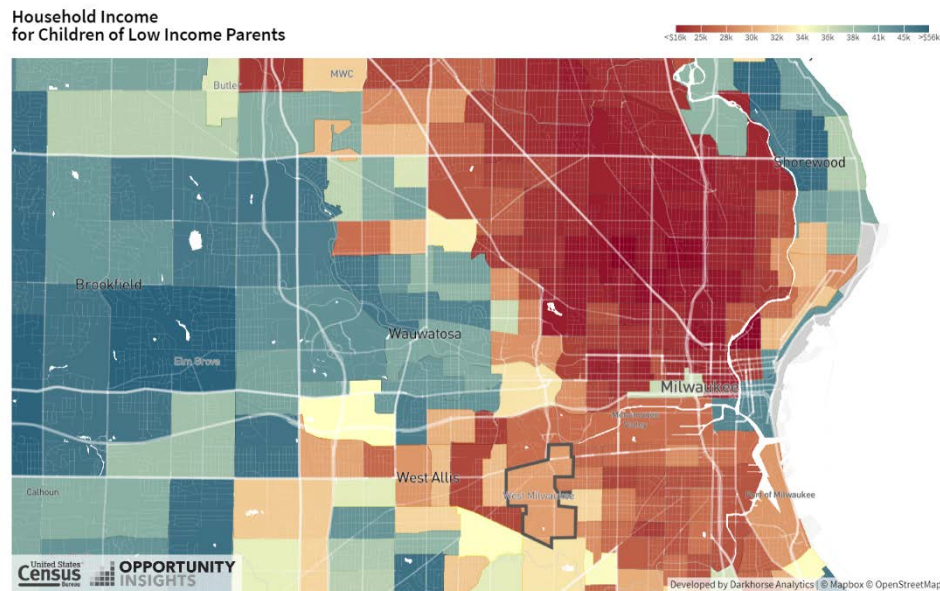 Household Income
for Children of Low Income Parents
<$16k 25k 28k 30k 32k 34k 36k 38k 41k 45k >$56k
Butler
MWC
Shorewood
Brookfield
Wauwatosa
Elm Grove
Milwaukee
Menomonee
Valley
West Allis
Calhoun
West Milwaukee
Port of Milwaukee
United States®
Census
Bureau
OPPORTUNITY
INSIGHTS
Developed by Darkhorse Analytics | © Mapbox © OpenStreetMap